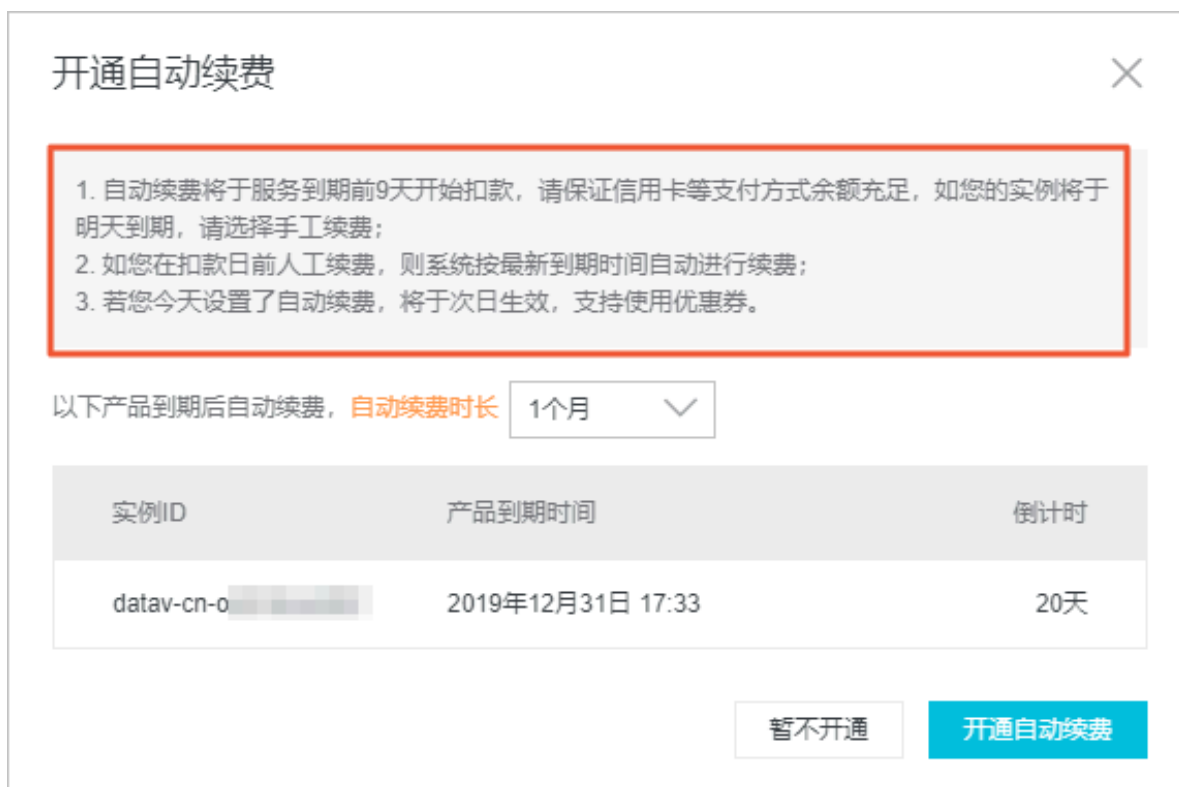 开通自动续费
1. 自动续费将于服务到期前9天开始扣款，请保证信用卡等支付方式余额充足，如您的实例将于
明天到期，请选择手工续费；
2. 如您在扣款日前人工续费，则系统按最新到期时间自动进行续费；
3. 若您今天设置了自动续费，将于次日生效，支持使用优惠券。
以下产品到期后自动续费，自动续费时长 1个月
实例ID 产品到期时间 倒计时
datav-cn-o 2019年12月31日 17:33 20天
暂不开通 开通自动续费